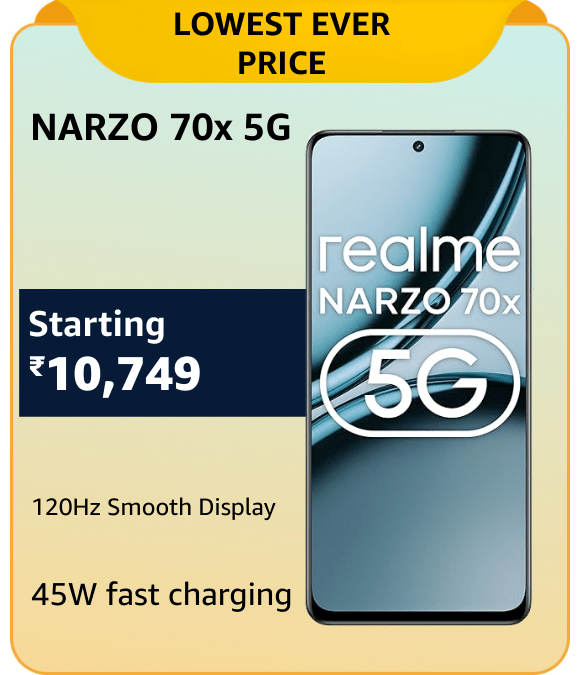 LOWEST EVER
PRICE
NARZO 70x 5G
realme
NARZO 70x
5G
Starting
₹10,749
120Hz Smooth Display
45W fast charging